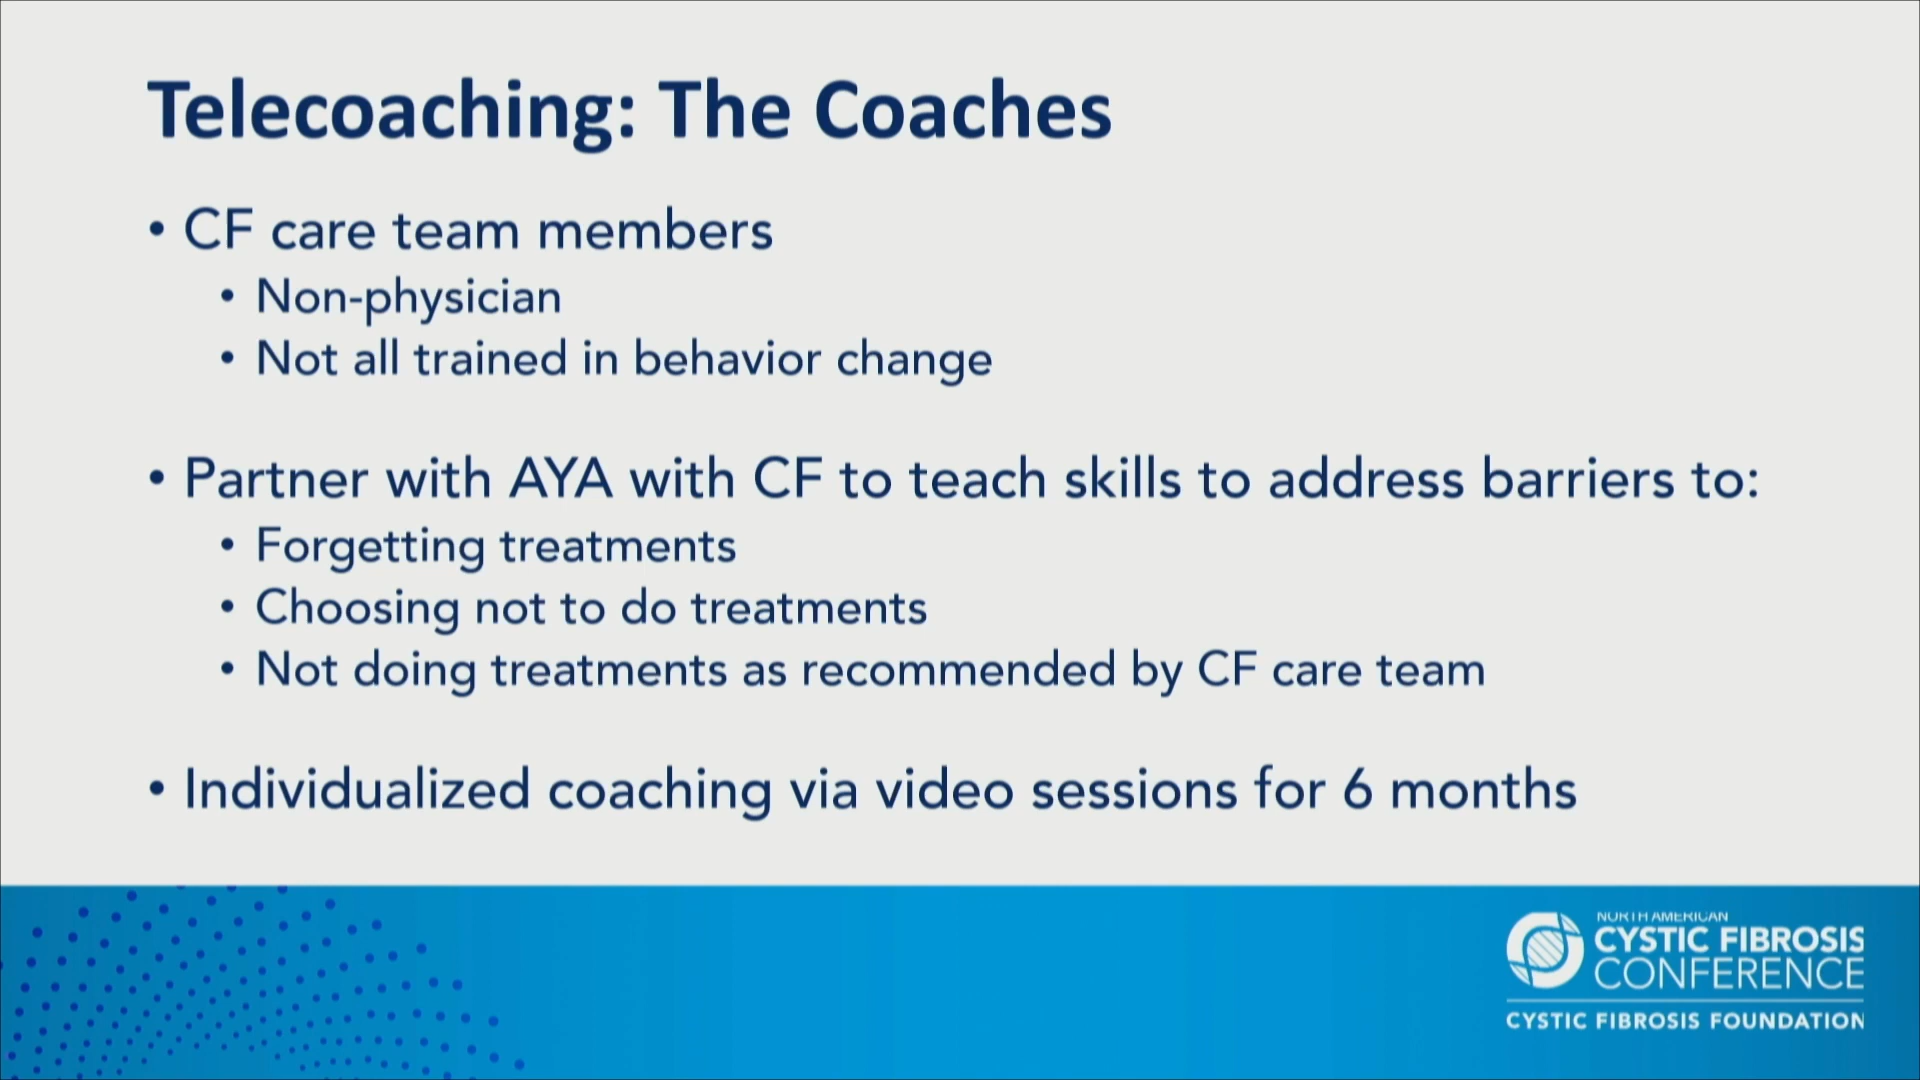 Telecoaching: The Coaches
• CF care team members
• Non-physician
• Not all trained in behavior change
• Partner with AYA with CF to teach skills to address barriers to:
• Forgetting treatments
• Choosing not to do treatments
• Not doing treatments as recommended by CF care team
• Individualized coaching via video sessions for 6 months
NORTH AMERICAN
CYSTIC FIBROSIS
CONFERENCE
CYSTIC FIBROSIS FOUNDATION